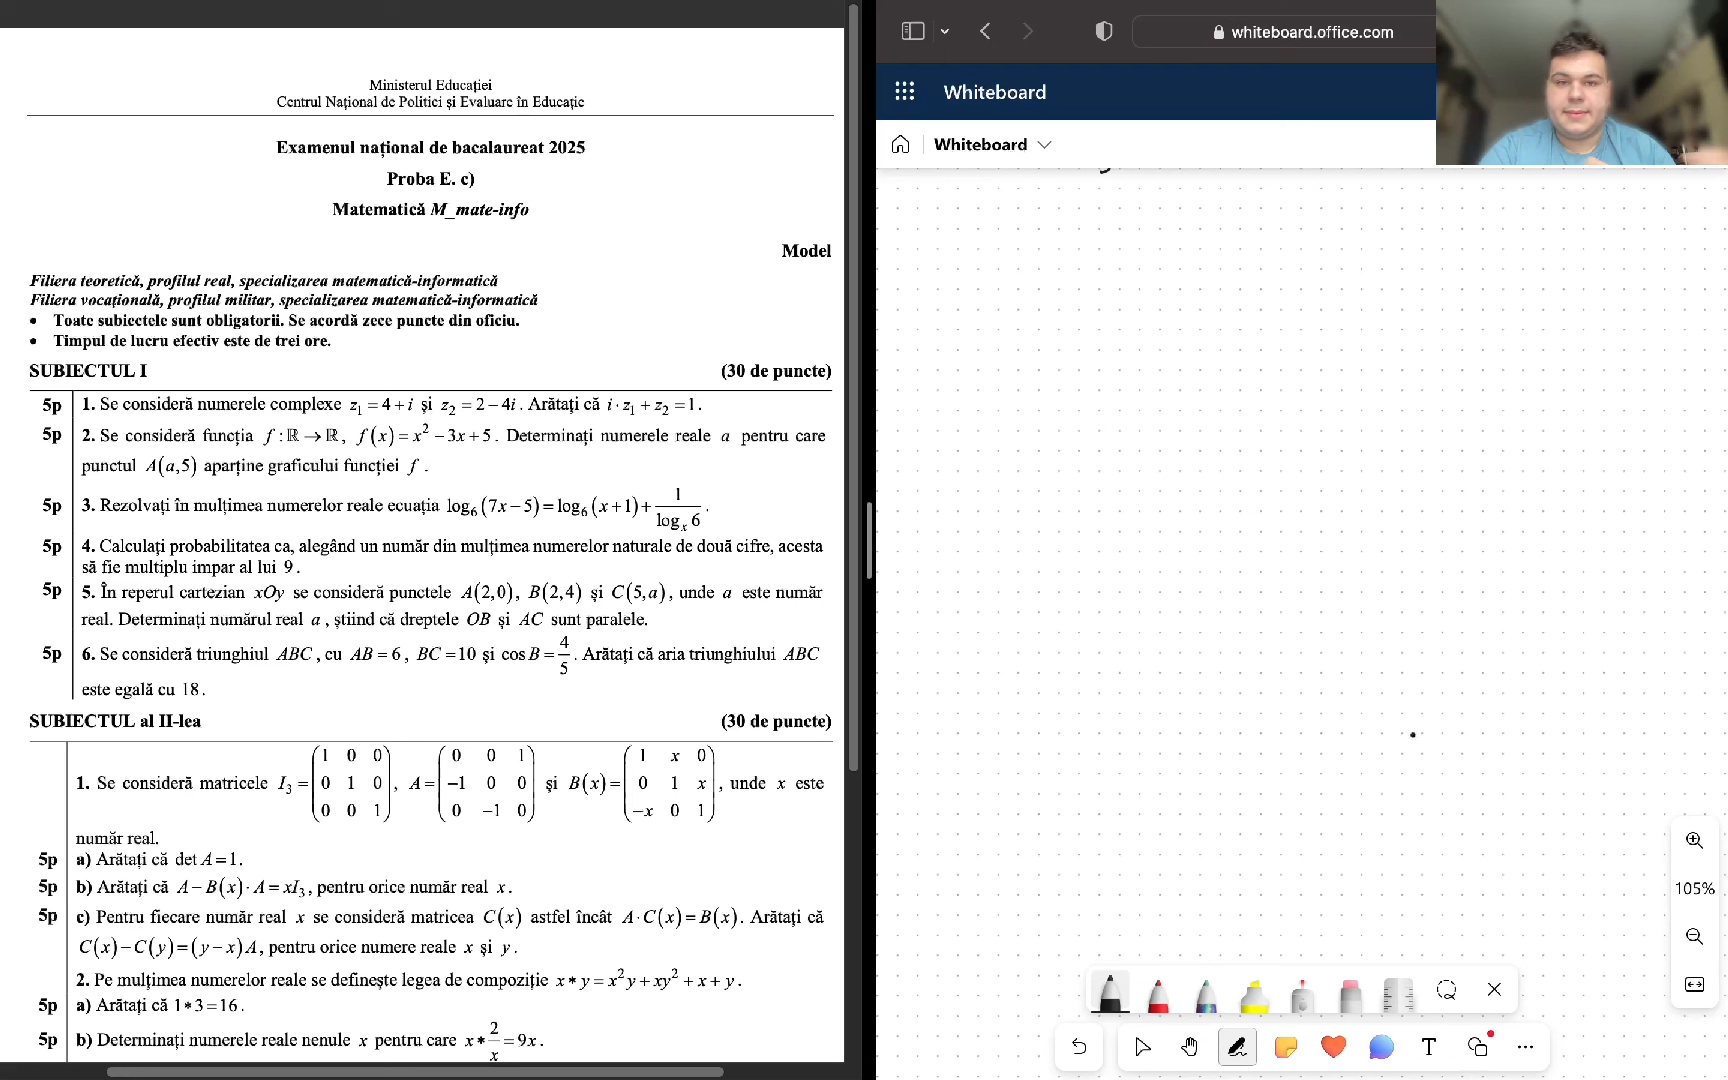 Ministerul Educației
Centrul Național de Politici și Evaluare în Educație
Examenul național de bacalaureat 2025
Proba E. c)
Matematică M_mate-info
Model
Filiera teoretică, profilul real, specializarea matematică-informatică
Filiera vocațională, profilul militar, specializarea matematică-informatică
• Toate subiectele sunt obligatorii. Se acordă zece puncte din oficiu.
• Timpul de lucru efectiv este de trei ore.
SUBIECTUL I (30 de puncte)
5p 1. Se consideră numerele complexe z₁ = 4 + i și z₂ = 2 − 4i. Arătați că i · z₁ + z₂ = 1.
5p 2. Se consideră funcția f : ℝ → ℝ, f(x) = x² − 3x + 5. Determinați numerele reale a pentru care
punctul A(a,5) aparține graficului funcției f.
5p 3. Rezolvați în mulțimea numerelor reale ecuația log₆(7x − 5) = log₆(x + 1) + 1/(logₓ 6).
5p 4. Calculați probabilitatea ca, alegând un număr din mulțimea numerelor naturale de două cifre, acesta
să fie multiplu impar al lui 9.
5p 5. În reperul cartezian xOy se consideră punctele A(2,0), B(2,4) și C(5,a), unde a este număr
real. Determinați numărul real a, știind că dreptele OB și AC sunt paralele.
5p 6. Se consideră triunghiul ABC, cu AB = 6, BC = 10 și cos B = 4/5. Arătați că aria triunghiului ABC
este egală cu 18.
SUBIECTUL al II-lea (30 de puncte)
1. Se consideră matricele I₃ = (1 0 0; 0 1 0; 0 0 1), A = (0 0 1; −1 0 0; 0 −1 0) și B(x) = (1 x 0; 0 1 x; −x 0 1), unde x este
număr real.
5p a) Arătați că det A = 1.
5p b) Arătați că A − B(x) · A = xI₃, pentru orice număr real x.
5p c) Pentru fiecare număr real x se consideră matricea C(x) astfel încât A · C(x) = B(x). Arătați că
C(x) − C(y) = (y − x)A, pentru orice numere reale x și y.
2. Pe mulțimea numerelor reale se definește legea de compoziție x * y = x²y + xy² + x + y.
5p a) Arătați că 1 * 3 = 16.
5p b) Determinați numerele reale nenule x pentru care x * 2/x = 9x.
whiteboard.office.com
Whiteboard
Whiteboard
105%
T